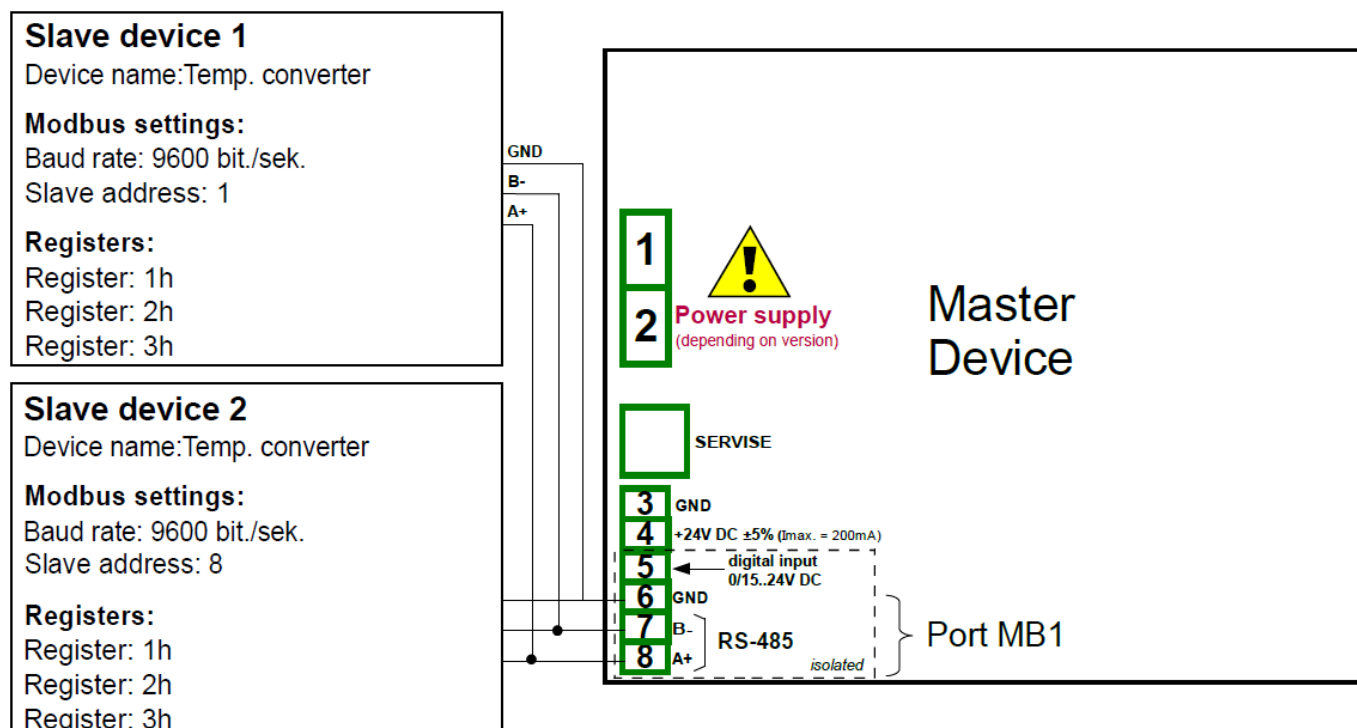 Slave device 1
Device name:Temp. converter
Modbus settings:
Baud rate: 9600 bit./sek.
Slave address: 1
Registers:
Register: 1h
Register: 2h
Register: 3h
GND
B-
A+
Slave device 2
Device name:Temp. converter
Modbus settings:
Baud rate: 9600 bit./sek.
Slave address: 8
Registers:
Register: 1h
Register: 2h
Register: 3h
1
2
!
Power supply
(depending on version)
Master
Device
SERVISE
3 GND
4 +24V DC ±5% (Imax. = 200mA)
5 digital input
0/15..24V DC
6 GND
7 B-
8 A+
RS-485
isolated
Port MB1